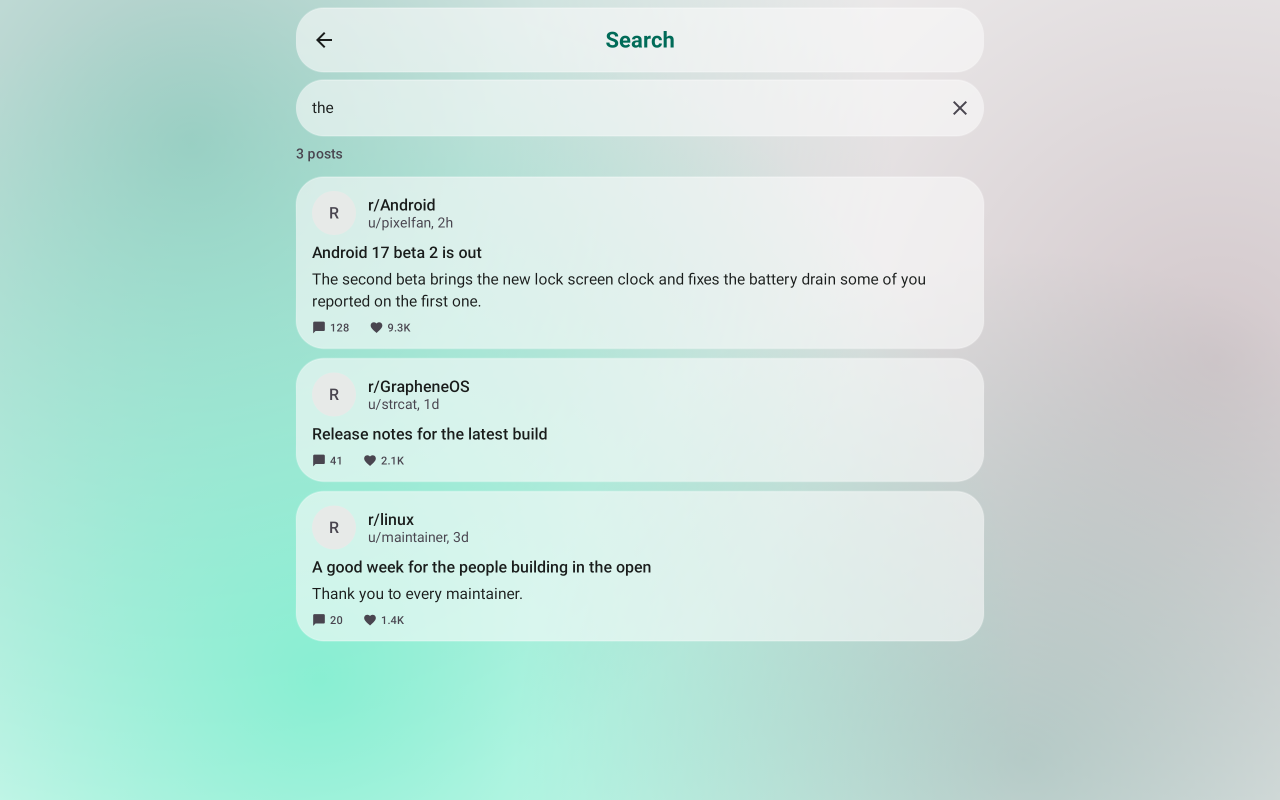 Search
the
3 posts
R
r/Android
u/pixelfan, 2h
Android 17 beta 2 is out
The second beta brings the new lock screen clock and fixes the battery drain some of you
reported on the first one.
128 9.3K
R
r/GrapheneOS
u/strcat, 1d
Release notes for the latest build
41 2.1K
R
r/linux
u/maintainer, 3d
A good week for the people building in the open
Thank you to every maintainer.
20 1.4K